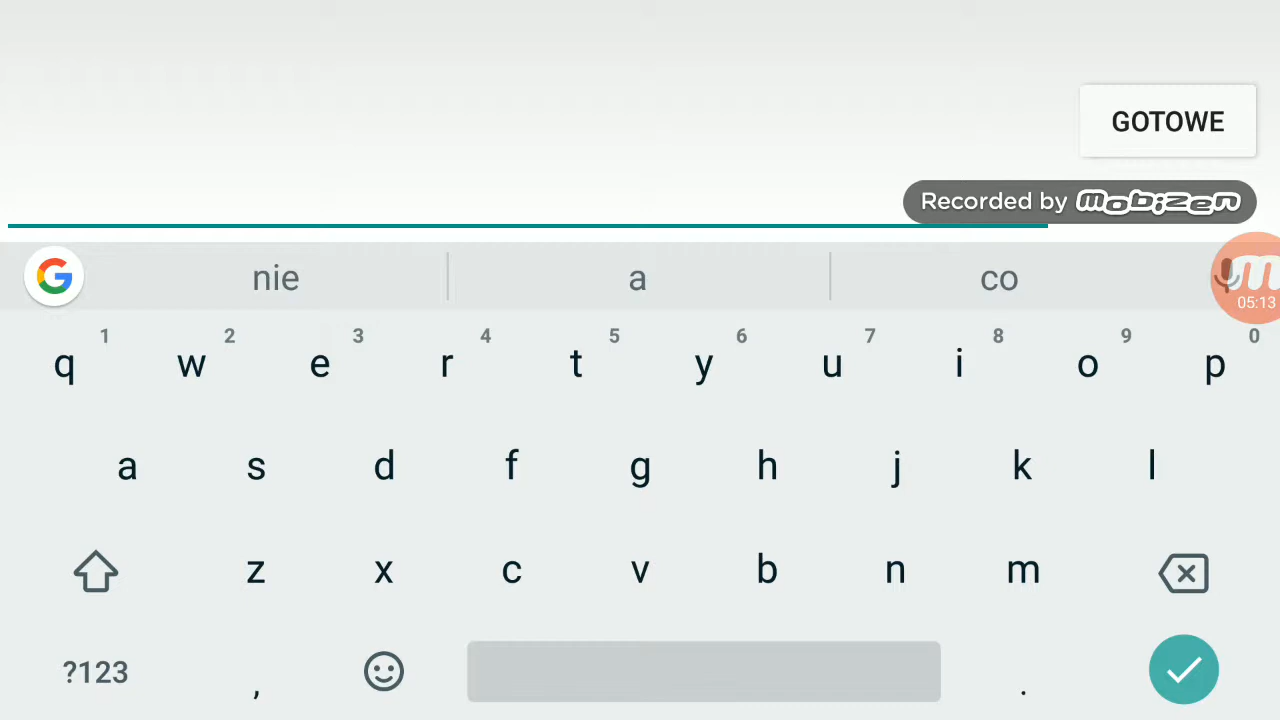 GOTOWE
Recorded by mobizen
nie a co
05:13
1 2 3 4 5 6 7 8 9 0
q w e r t y u i o p
a s d f g h j k l
z x c v b n m
?123 , .